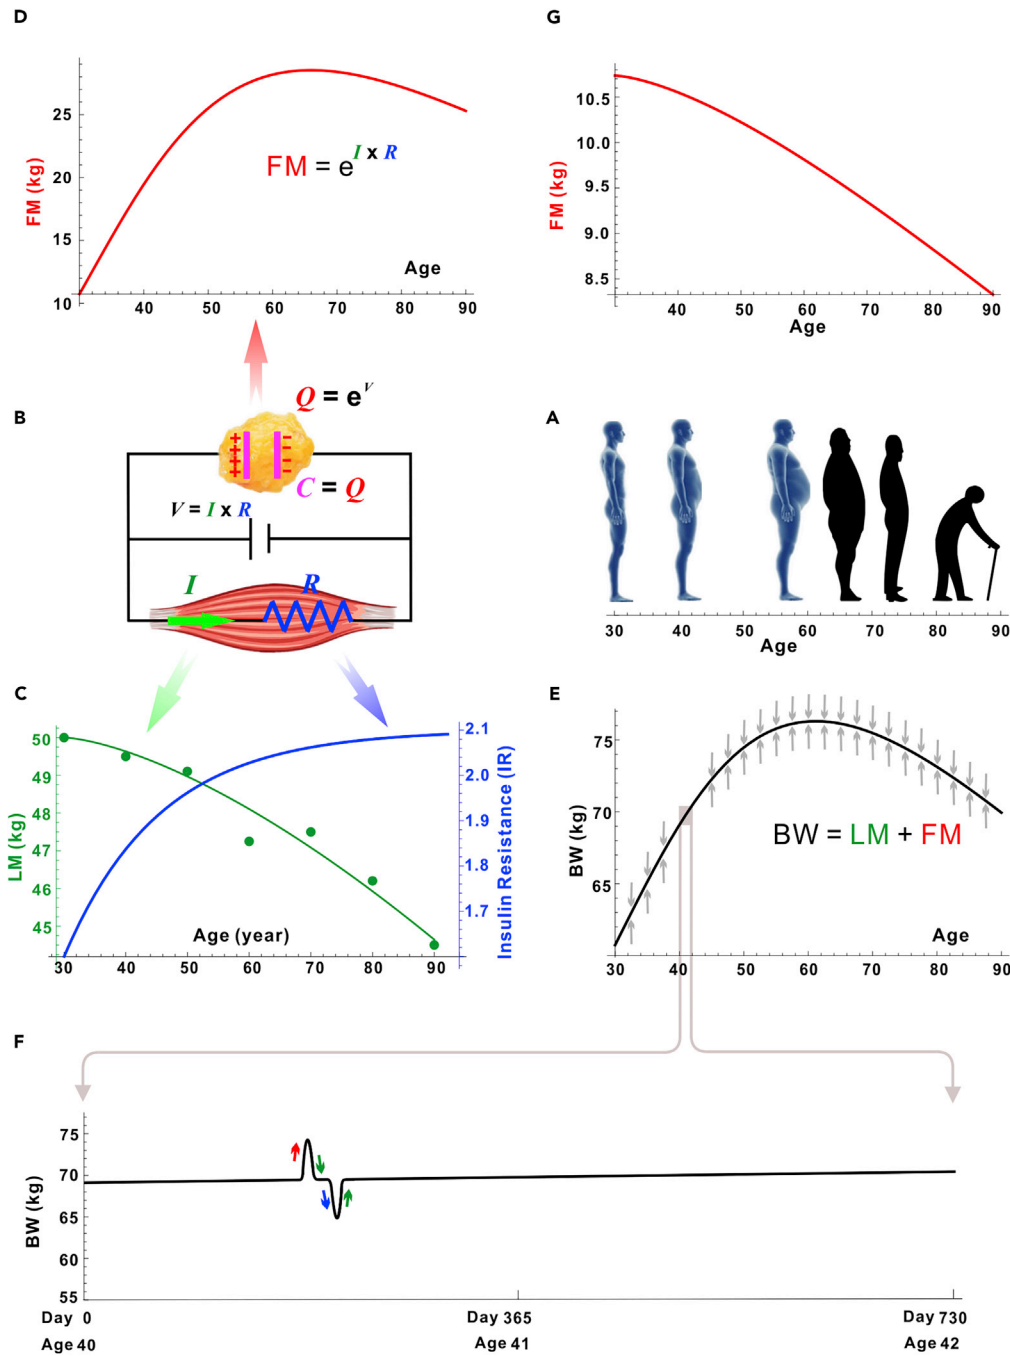 D
FM (kg)
25
20
15
10
FM = e^I x R
Age
40 50 60 70 80 90
G
FM (kg)
10.5
10.0
9.5
9.0
8.5
40 50 60 70 80 90
Age
B
Q = e^V
+ −
+ −
+ −
+ −
C = Q
V = I x R
I R
A
30 40 50 60 70 80 90
Age
C
LM (kg)
50
49
48
47
46
45
Insulin Resistance (IR)
2.1
2.0
1.9
1.8
1.7
Age (year)
30 40 50 60 70 80 90
E
BW (kg)
75
70
65
BW = LM + FM
Age
30 40 50 60 70 80 90
F
BW (kg)
75
70
65
60
55
Day 0 Day 365 Day 730
Age 40 Age 41 Age 42